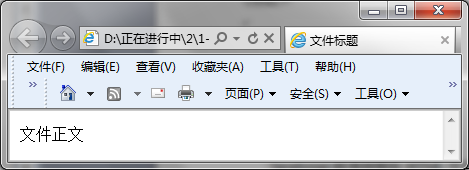 D:\正在进行中\2\1- 文件标题
文件(F) 编辑(E) 查看(V) 收藏夹(A) 工具(T) 帮助(H)
页面(P) 安全(S) 工具(O)
文件正文